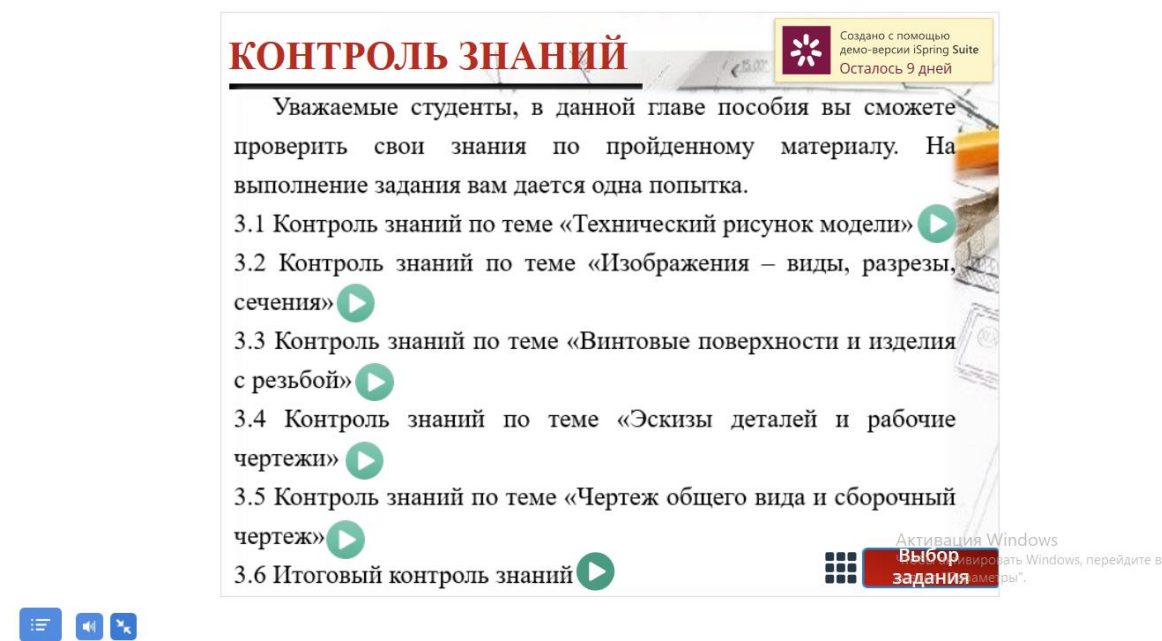 КОНТРОЛЬ ЗНАНИЙ
Создано с помощью
демо-версии iSpring Suite
Осталось 9 дней
Уважаемые студенты, в данной главе пособия вы сможете
проверить свои знания по пройденному материалу. На
выполнение задания вам дается одна попытка.
3.1 Контроль знаний по теме «Технический рисунок модели»
3.2 Контроль знаний по теме «Изображения – виды, разрезы,
сечения»
3.3 Контроль знаний по теме «Винтовые поверхности и изделия
с резьбой»
3.4 Контроль знаний по теме «Эскизы деталей и рабочие
чертежи»
3.5 Контроль знаний по теме «Чертеж общего вида и сборочный
чертеж»
3.6 Итоговый контроль знаний
Выбор
задания
Активация Windows
Windows, перейдите в